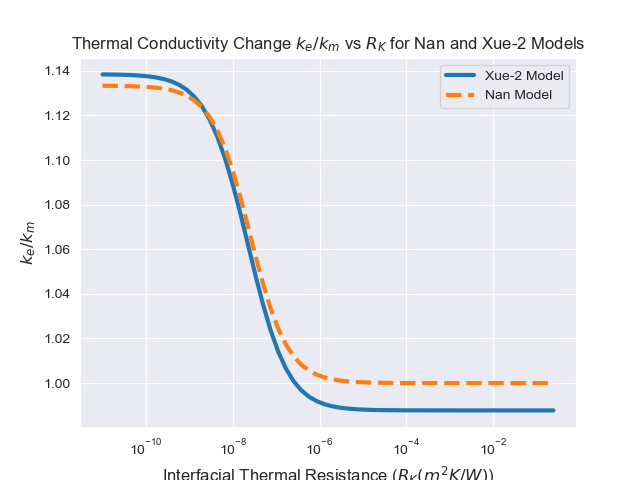 Thermal Conductivity Change $k_e/k_m$ vs $R_K$ for Nan and Xue-2 Models
Xue-2 Model
Nan Model
$k_e/k_m$
1.14
1.12
1.10
1.08
1.06
1.04
1.02
1.00
$10^{-10}$ $10^{-8}$ $10^{-6}$ $10^{-4}$ $10^{-2}$
Interfacial Thermal Resistance ($R_K(m^2K/W)$)